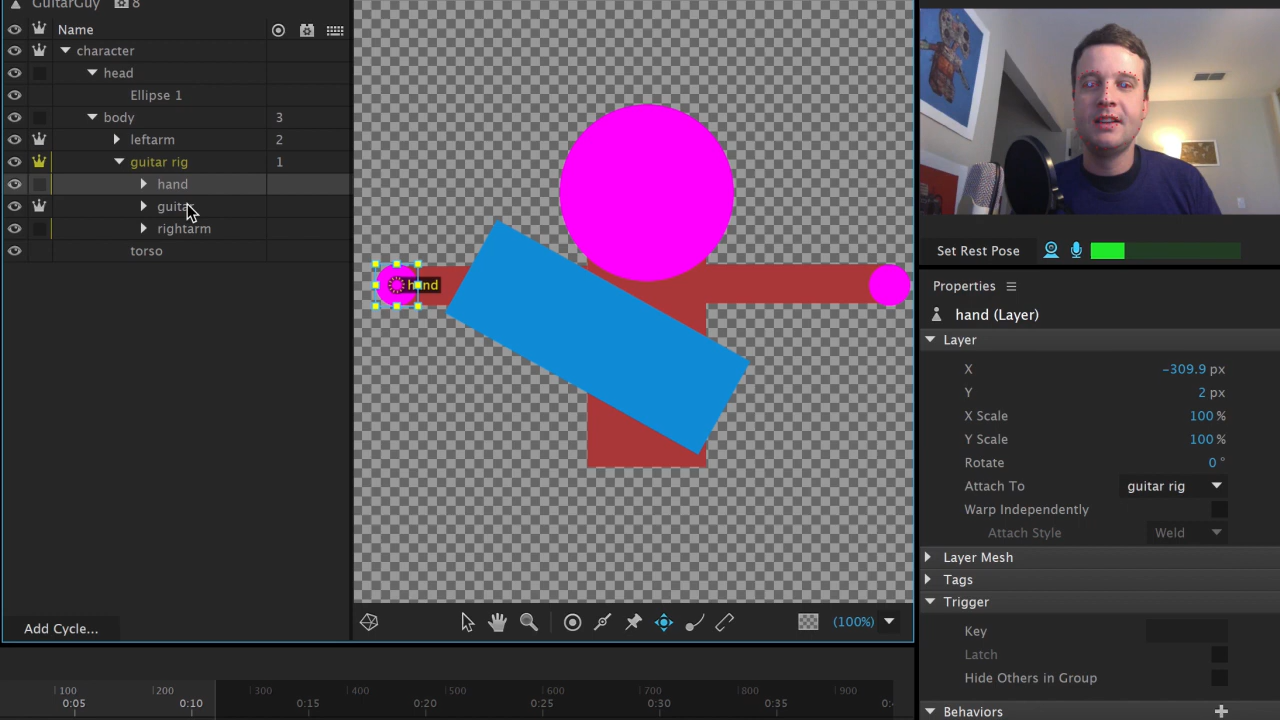 GuitarGuy 8
Name
character
head
Ellipse 1
body 3
leftarm 2
guitar rig 1
hand
guitar
rightarm
torso
Add Cycle...
hand
(100%)
100 200 300 400 500 600 700 800 900
0:05 0:10 0:15 0:20 0:25 0:30 0:35
Set Rest Pose
Properties
hand (Layer)
Layer
X -309.9 px
Y 2 px
X Scale 100 %
Y Scale 100 %
Rotate 0 °
Attach To guitar rig
Warp Independently
Attach Style Weld
Layer Mesh
Tags
Trigger
Key
Latch
Hide Others in Group
Behaviors +